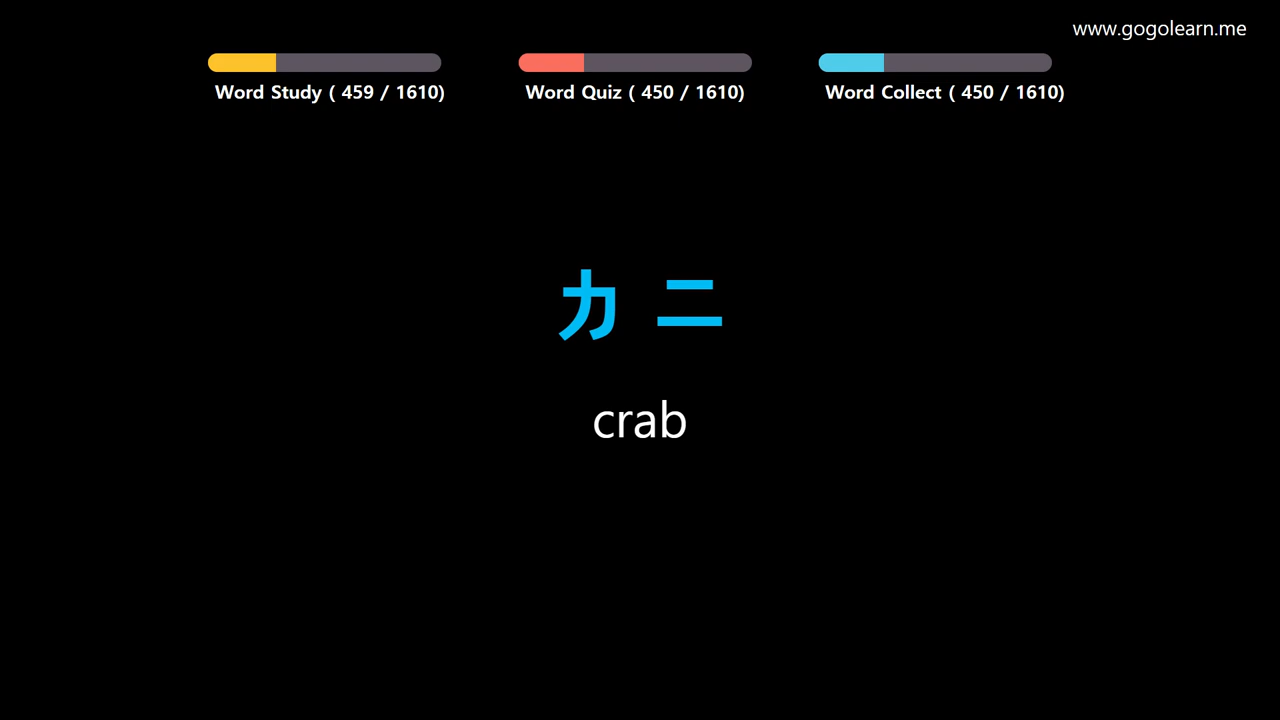 www.gogolearn.me
Word Study ( 459 / 1610)
Word Quiz ( 450 / 1610)
Word Collect ( 450 / 1610)
カニ
crab